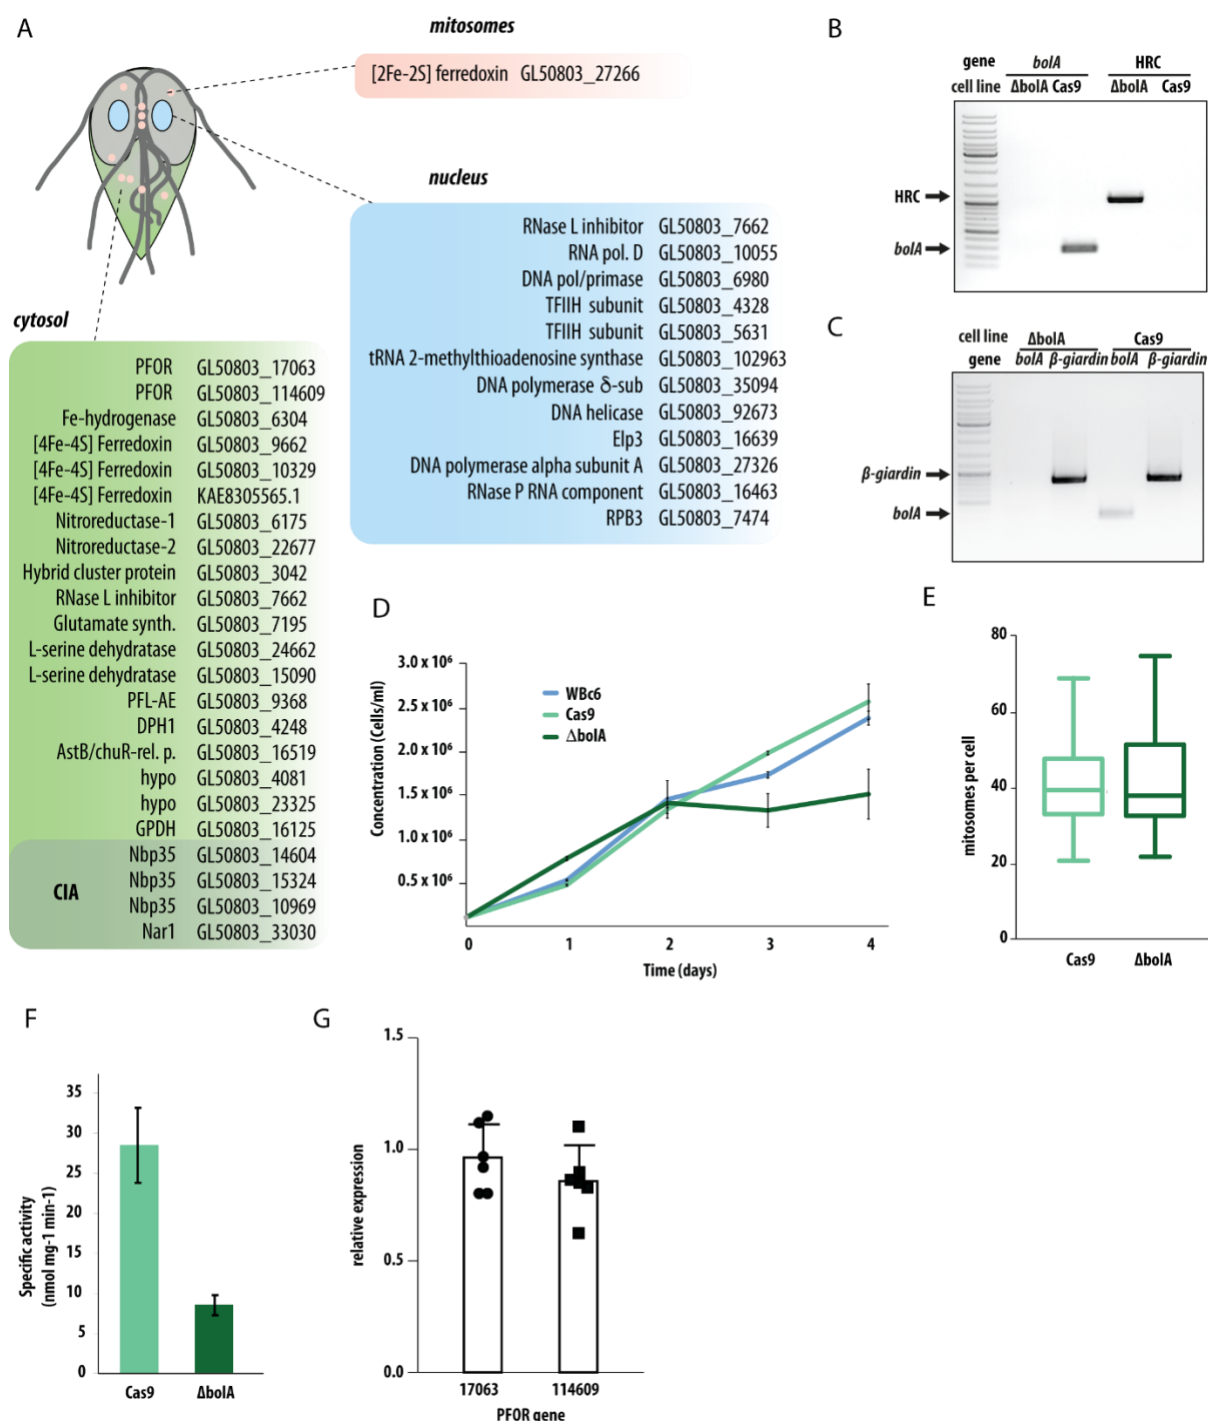 A
mitosomes
[2Fe-2S] ferredoxin GL50803_27266
nucleus
RNase L inhibitor GL50803_7662
RNA pol. D GL50803_10055
DNA pol/primase GL50803_6980
TFIIH subunit GL50803_4328
TFIIH subunit GL50803_5631
tRNA 2-methylthioadenosine synthase GL50803_102963
DNA polymerase δ-sub GL50803_35094
DNA helicase GL50803_92673
Elp3 GL50803_16639
DNA polymerase alpha subunit A GL50803_27326
RNase P RNA component GL50803_16463
RPB3 GL50803_7474
cytosol
PFOR GL50803_17063
PFOR GL50803_114609
Fe-hydrogenase GL50803_6304
[4Fe-4S] Ferredoxin GL50803_9662
[4Fe-4S] Ferredoxin GL50803_10329
[4Fe-4S] Ferredoxin KAE8305565.1
Nitroreductase-1 GL50803_6175
Nitroreductase-2 GL50803_22677
Hybrid cluster protein GL50803_3042
RNase L inhibitor GL50803_7662
Glutamate synth. GL50803_7195
L-serine dehydratase GL50803_24662
L-serine dehydratase GL50803_15090
PFL-AE GL50803_9368
DPH1 GL50803_4248
AstB/chuR-rel. p. GL50803_16519
hypo GL50803_4081
hypo GL50803_23325
GPDH GL50803_16125
CIA
Nbp35 GL50803_14604
Nbp35 GL50803_15324
Nbp35 GL50803_10969
Nar1 GL50803_33030
B
gene bolA HRC
cell line ΔbolA Cas9 ΔbolA Cas9
HRC
bolA
C
cell line ΔbolA Cas9
gene bolA β-giardin bolA β-giardin
β-giardin
bolA
D
3.0 x 10⁶
2.5 x 10⁶
2.0 x 10⁶
1.5 x 10⁶
1.0 x 10⁶
0.5 x 10⁶
Concentration (Cells/ml)
WBc6
Cas9
ΔbolA
0 1 2 3 4
Time (days)
E
80
60
40
20
0
mitosomes per cell
Cas9 ΔbolA
F
35
30
25
20
15
10
5
0
Specific activity
(nmol mg-1 min-1)
Cas9 ΔbolA
G
1.5
1.0
0.5
0.0
relative expression
17063 114609
PFOR gene